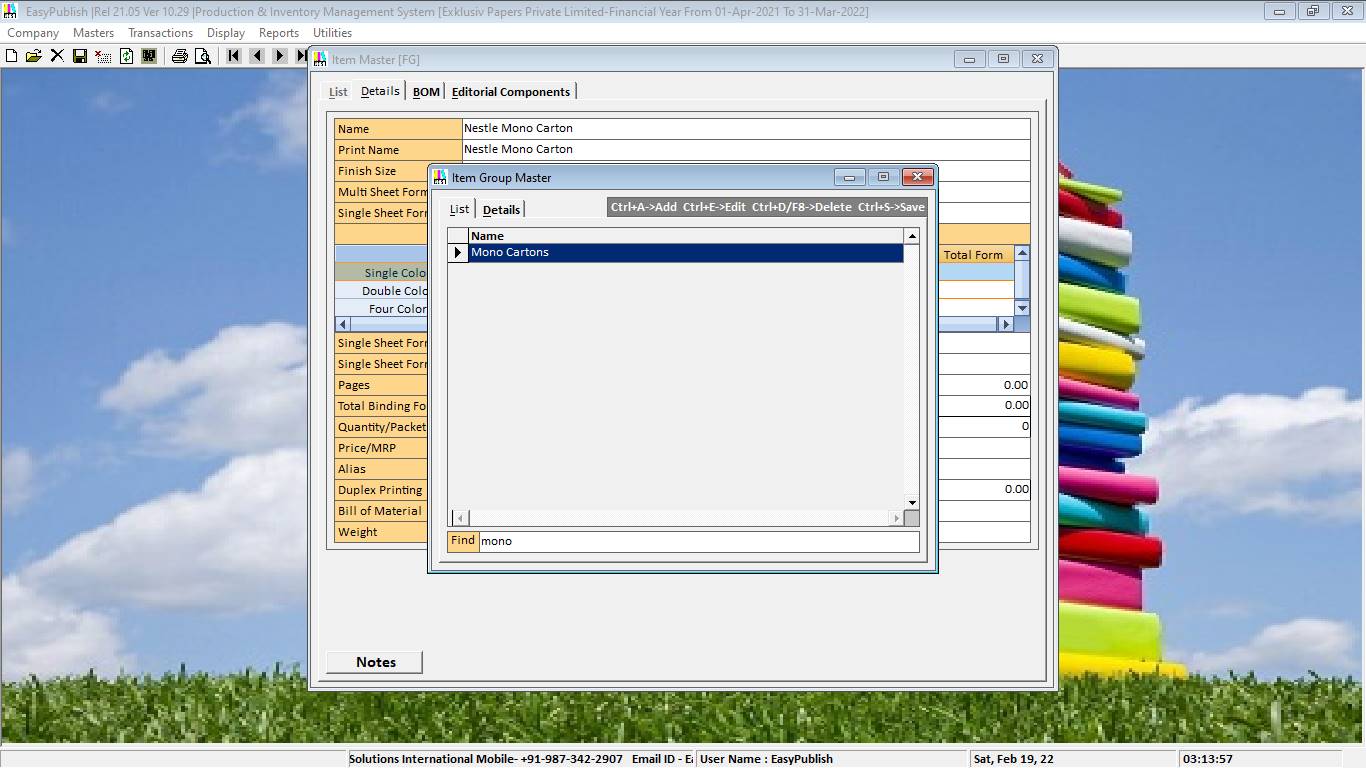 EasyPublish |Rel 21.05 Ver 10.29 |Production & Inventory Management System [Exklusiv Papers Private Limited-Financial Year From 01-Apr-2021 To 31-Mar-2022]
Company Masters Transactions Display Reports Utilities
Item Master [FG]
List Details BOM Editorial Components
Name Nestle Mono Carton
Print Name Nestle Mono Carton
Finish Size
Multi Sheet Form
Single Sheet For
Item Group Master
List Details Ctrl+A->Add Ctrl+E->Edit Ctrl+D/F8->Delete Ctrl+S->Save
Name
Mono Cartons
Total Form
Single Colo
Double Colo
Four Color
Single Sheet For
Single Sheet For
Pages 0.00
Total Binding Fo 0.00
Quantity/Packet 0
Price/MRP
Alias
Duplex Printing 0.00
Bill of Material
Weight
Find mono
Notes
Solutions International Mobile- +91-987-342-2907 Email ID - E User Name : EasyPublish Sat, Feb 19, 22 03:13:57